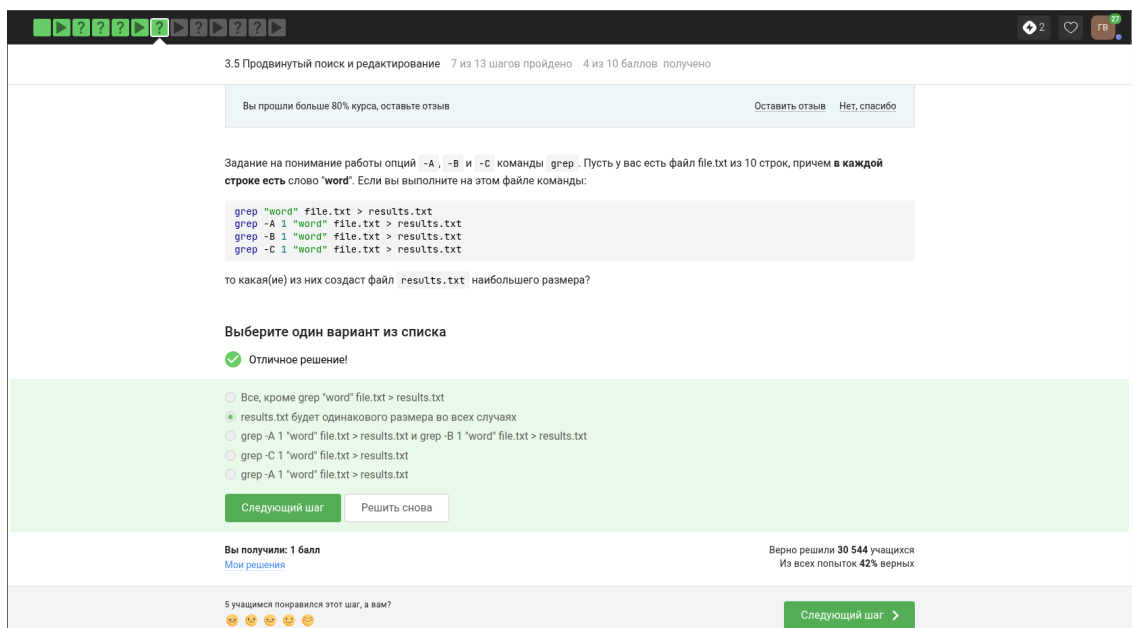 2
ГВ
27
3.5 Продвинутый поиск и редактирование 7 из 13 шагов пройдено 4 из 10 баллов получено
Вы прошли больше 80% курса, оставьте отзыв Оставить отзыв Нет, спасибо
Задание на понимание работы опций -A, -B и -C команды grep. Пусть у вас есть файл file.txt из 10 строк, причем в каждой
строке есть слово "word". Если вы выполните на этом файле команды:
grep "word" file.txt > results.txt
grep -A 1 "word" file.txt > results.txt
grep -B 1 "word" file.txt > results.txt
grep -C 1 "word" file.txt > results.txt
то какая(ие) из них создаст файл results.txt наибольшего размера?
Выберите один вариант из списка
Отличное решение!
Все, кроме grep "word" file.txt > results.txt
results.txt будет одинакового размера во всех случаях
grep -A 1 "word" file.txt > results.txt и grep -B 1 "word" file.txt > results.txt
grep -C 1 "word" file.txt > results.txt
grep -A 1 "word" file.txt > results.txt
Следующий шаг Решить снова
Вы получили: 1 балл Верно решили 30 544 учащихся
Мои решения Из всех попыток 42% верных
5 учащимся понравился этот шаг, а вам?
Следующий шаг